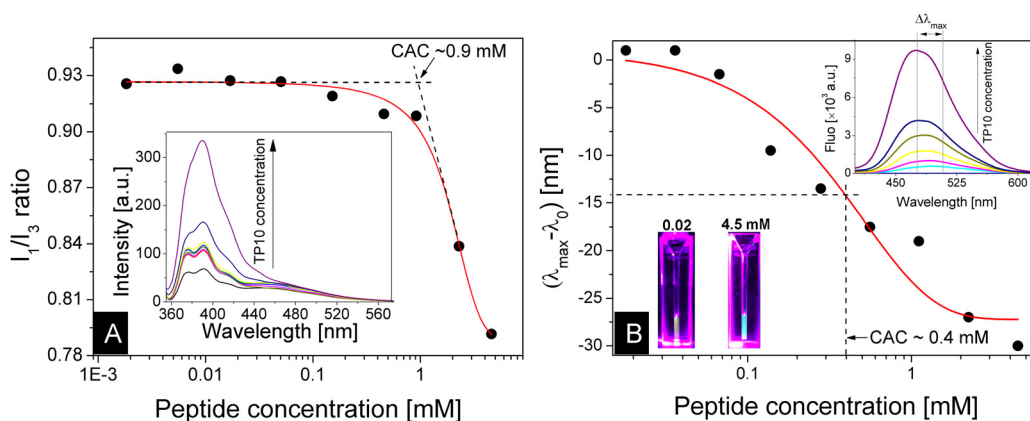 I1/I3 ratio
0.93
0.90
0.87
0.84
0.81
0.78
CAC ~0.9 mM
Intensity [a.u.]
300
200
100
0
TP10 concentration
360 400 440 480 520 560
Wavelength [nm]
A
1E-3 0.01 0.1 1
Peptide concentration [mM]
(λmax-λ0) [nm]
0
-5
-10
-15
-20
-25
-30
Δλmax
Fluo [×10³ a.u.]
9
6
3
0
TP10 concentration
450 525 600
Wavelength [nm]
0.02 4.5 mM
B
CAC ~ 0.4 mM
0.1 1
Peptide concentration [mM]